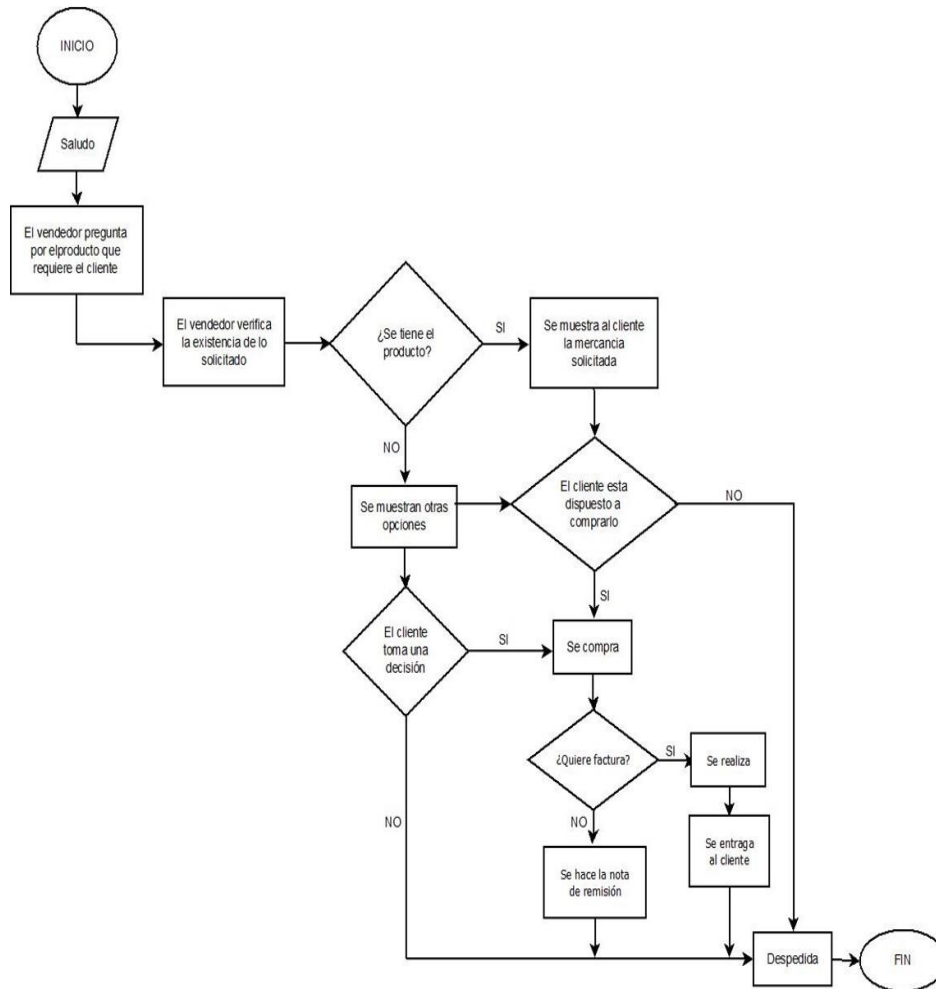 INICIO
Saludo
El vendedor pregunta
por elproducto que
requiere el cliente
El vendedor verifica
la existencia de lo
solicitado
¿Se tiene el
producto?
SI
Se muestra al cliente
la mercancia
solicitada
NO
Se muestran otras
opciones
El cliente esta
dispuesto a
comprarlo
NO
SI
El cliente
toma una
decisión
SI
Se compra
¿Quiere factura?
SI
Se realiza
NO
NO
Se entraga
al cliente
Se hace la nota
de remisión
Despedida
FIN